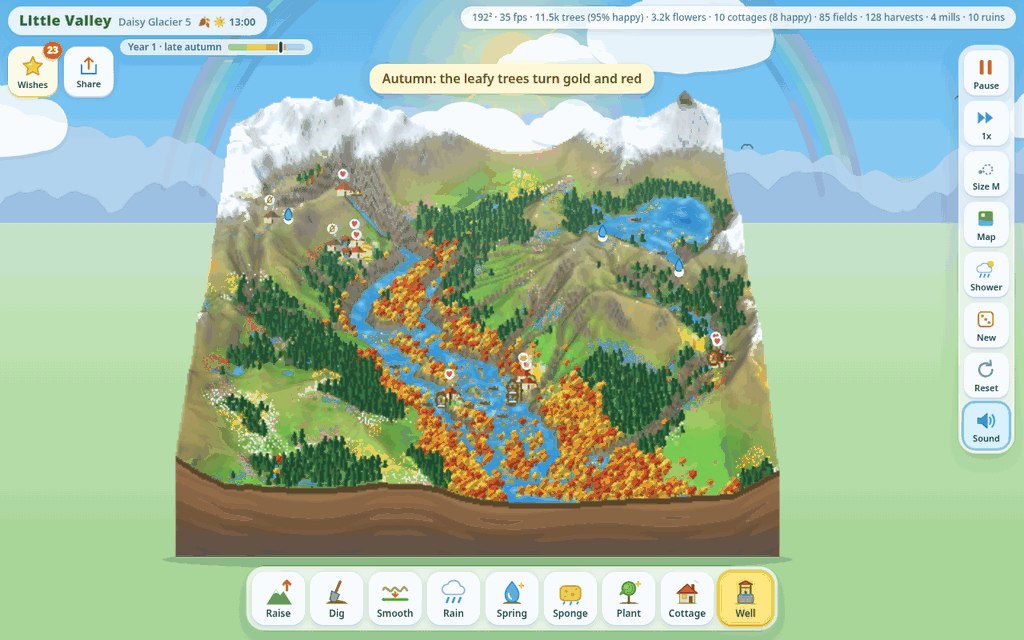 Little Valley Daisy Glacier 5 13:00
192² · 35 fps · 11.5k trees (95% happy) · 3.2k flowers · 10 cottages (8 happy) · 85 fields · 128 harvests · 4 mills · 10 ruins
Year 1 · late autumn
23
Wishes
Share
Autumn: the leafy trees turn gold and red
Pause
1x
Size M
Map
Shower
New
Reset
Sound
Raise
Dig
Smooth
Rain
Spring
Sponge
Plant
Cottage
Well